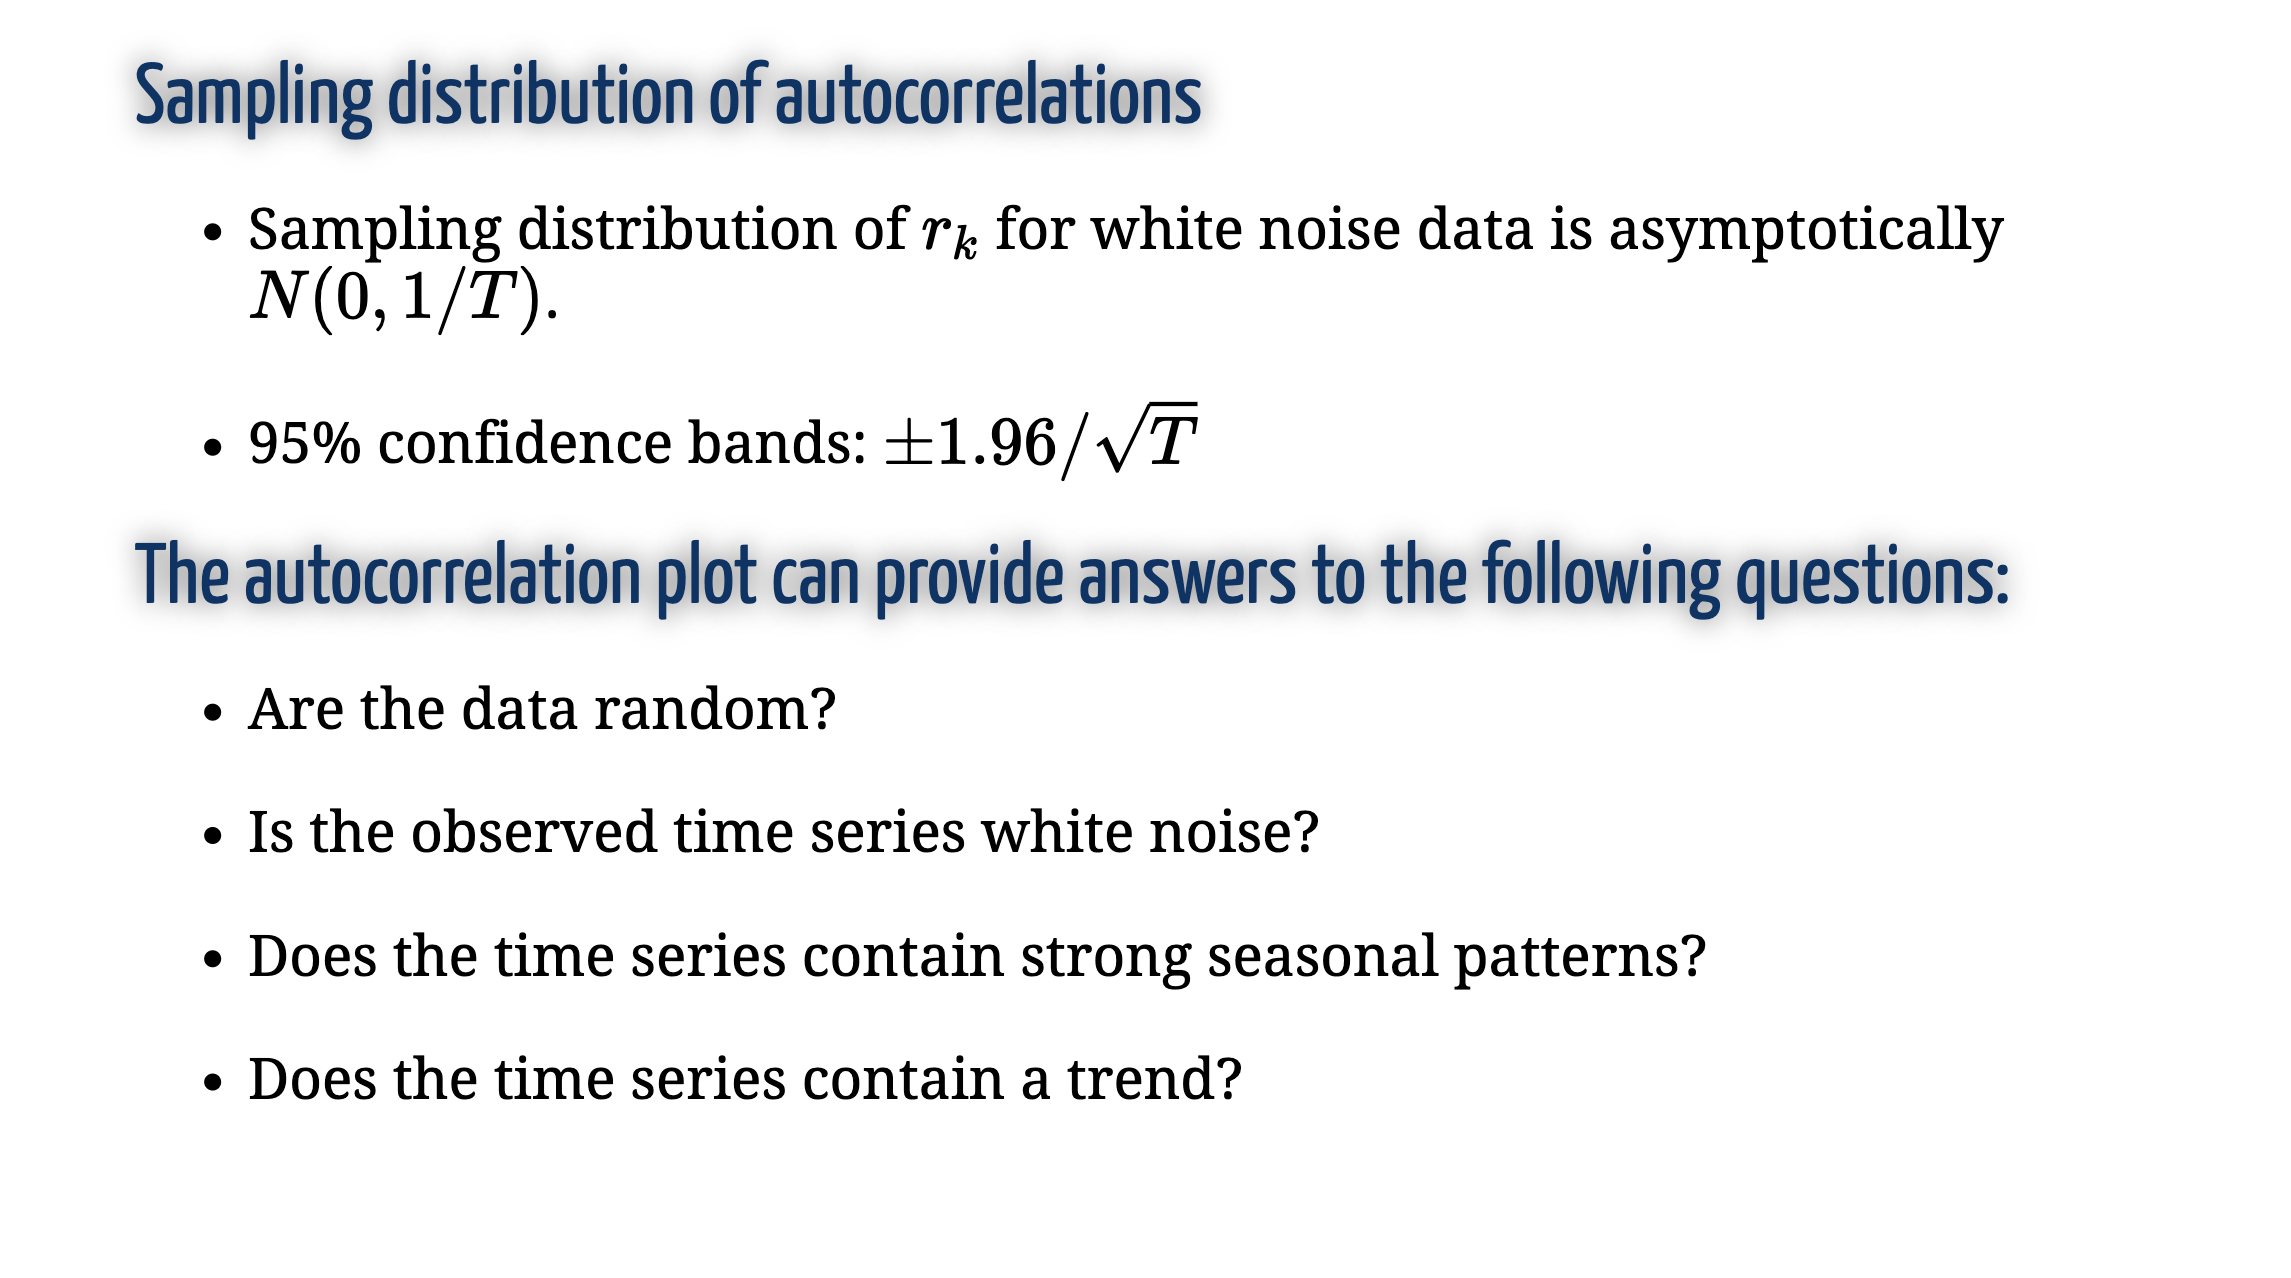 Sampling distribution of autocorrelations
• Sampling distribution of $r_k$ for white noise data is asymptotically
$N(0, 1/T)$.
• 95% confidence bands: $\pm 1.96/\sqrt{T}$
The autocorrelation plot can provide answers to the following questions:
• Are the data random?
• Is the observed time series white noise?
• Does the time series contain strong seasonal patterns?
• Does the time series contain a trend?